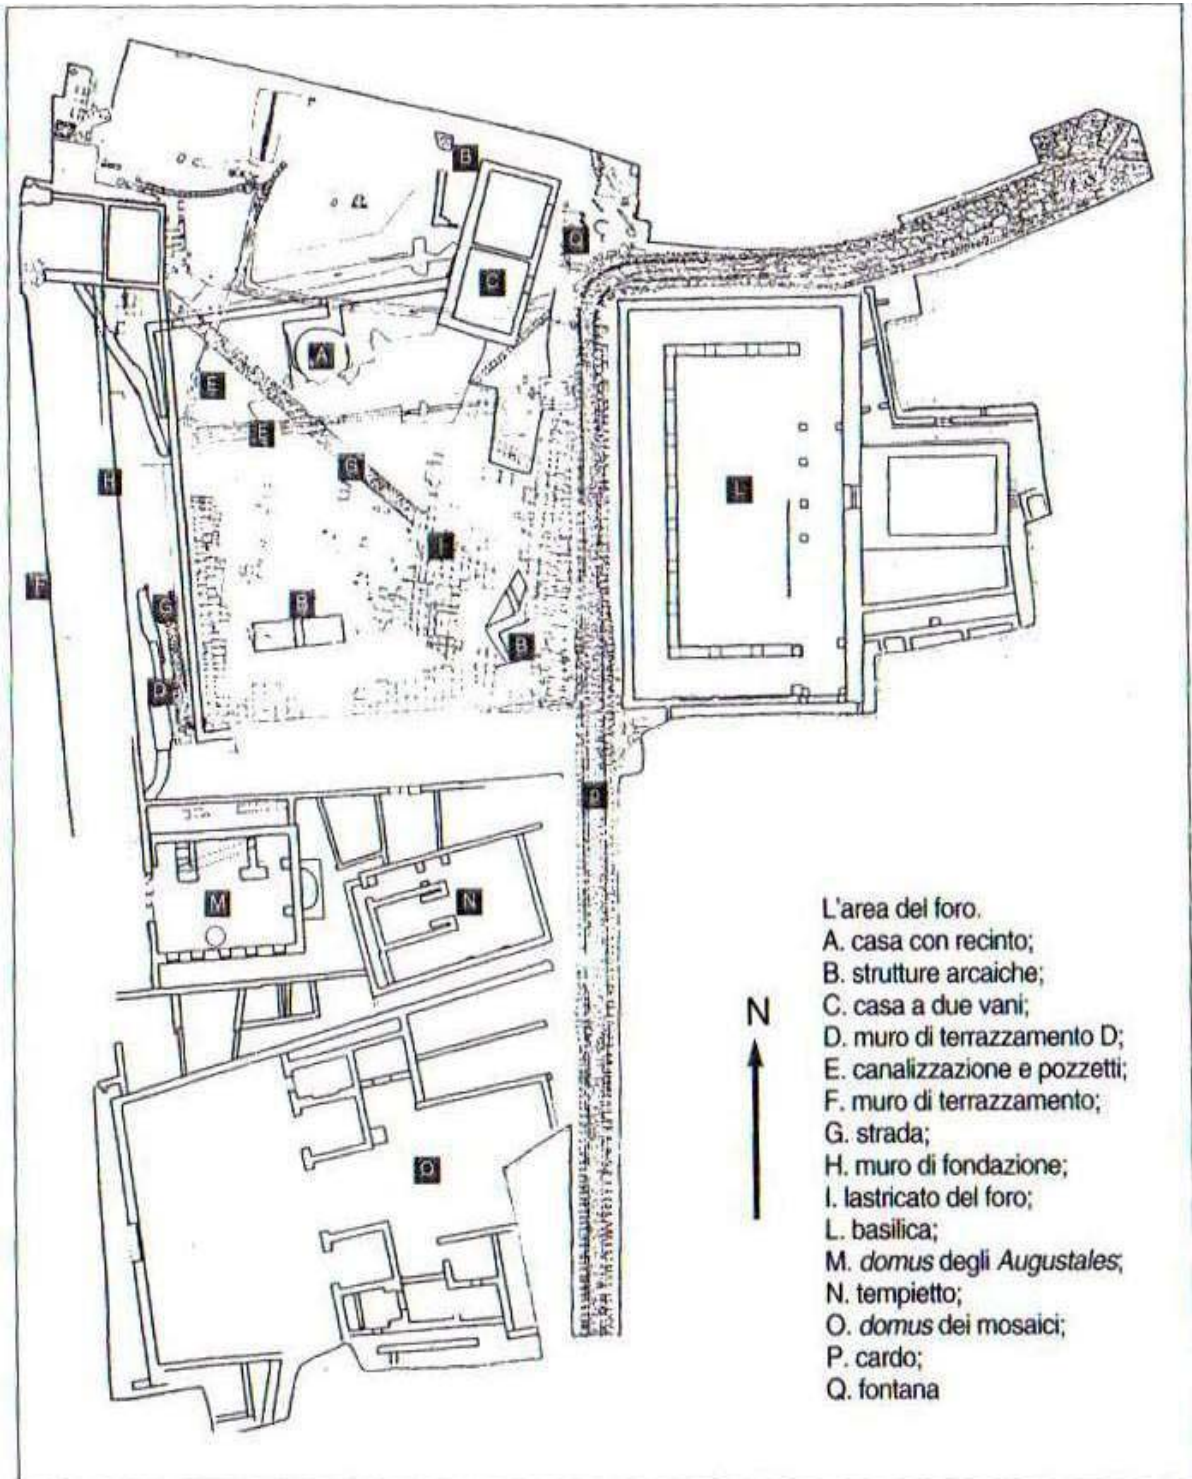 B
Q
C
A
E
E
G
H
L
I
F
G
B
B
D
P
M
N
O
N
L'area del foro.
A. casa con recinto;
B. strutture arcaiche;
C. casa a due vani;
D. muro di terrazzamento D;
E. canalizzazione e pozzetti;
F. muro di terrazzamento;
G. strada;
H. muro di fondazione;
I. lastricato del foro;
L. basilica;
M. domus degli Augustales;
N. tempietto;
O. domus dei mosaici;
P. cardo;
Q. fontana